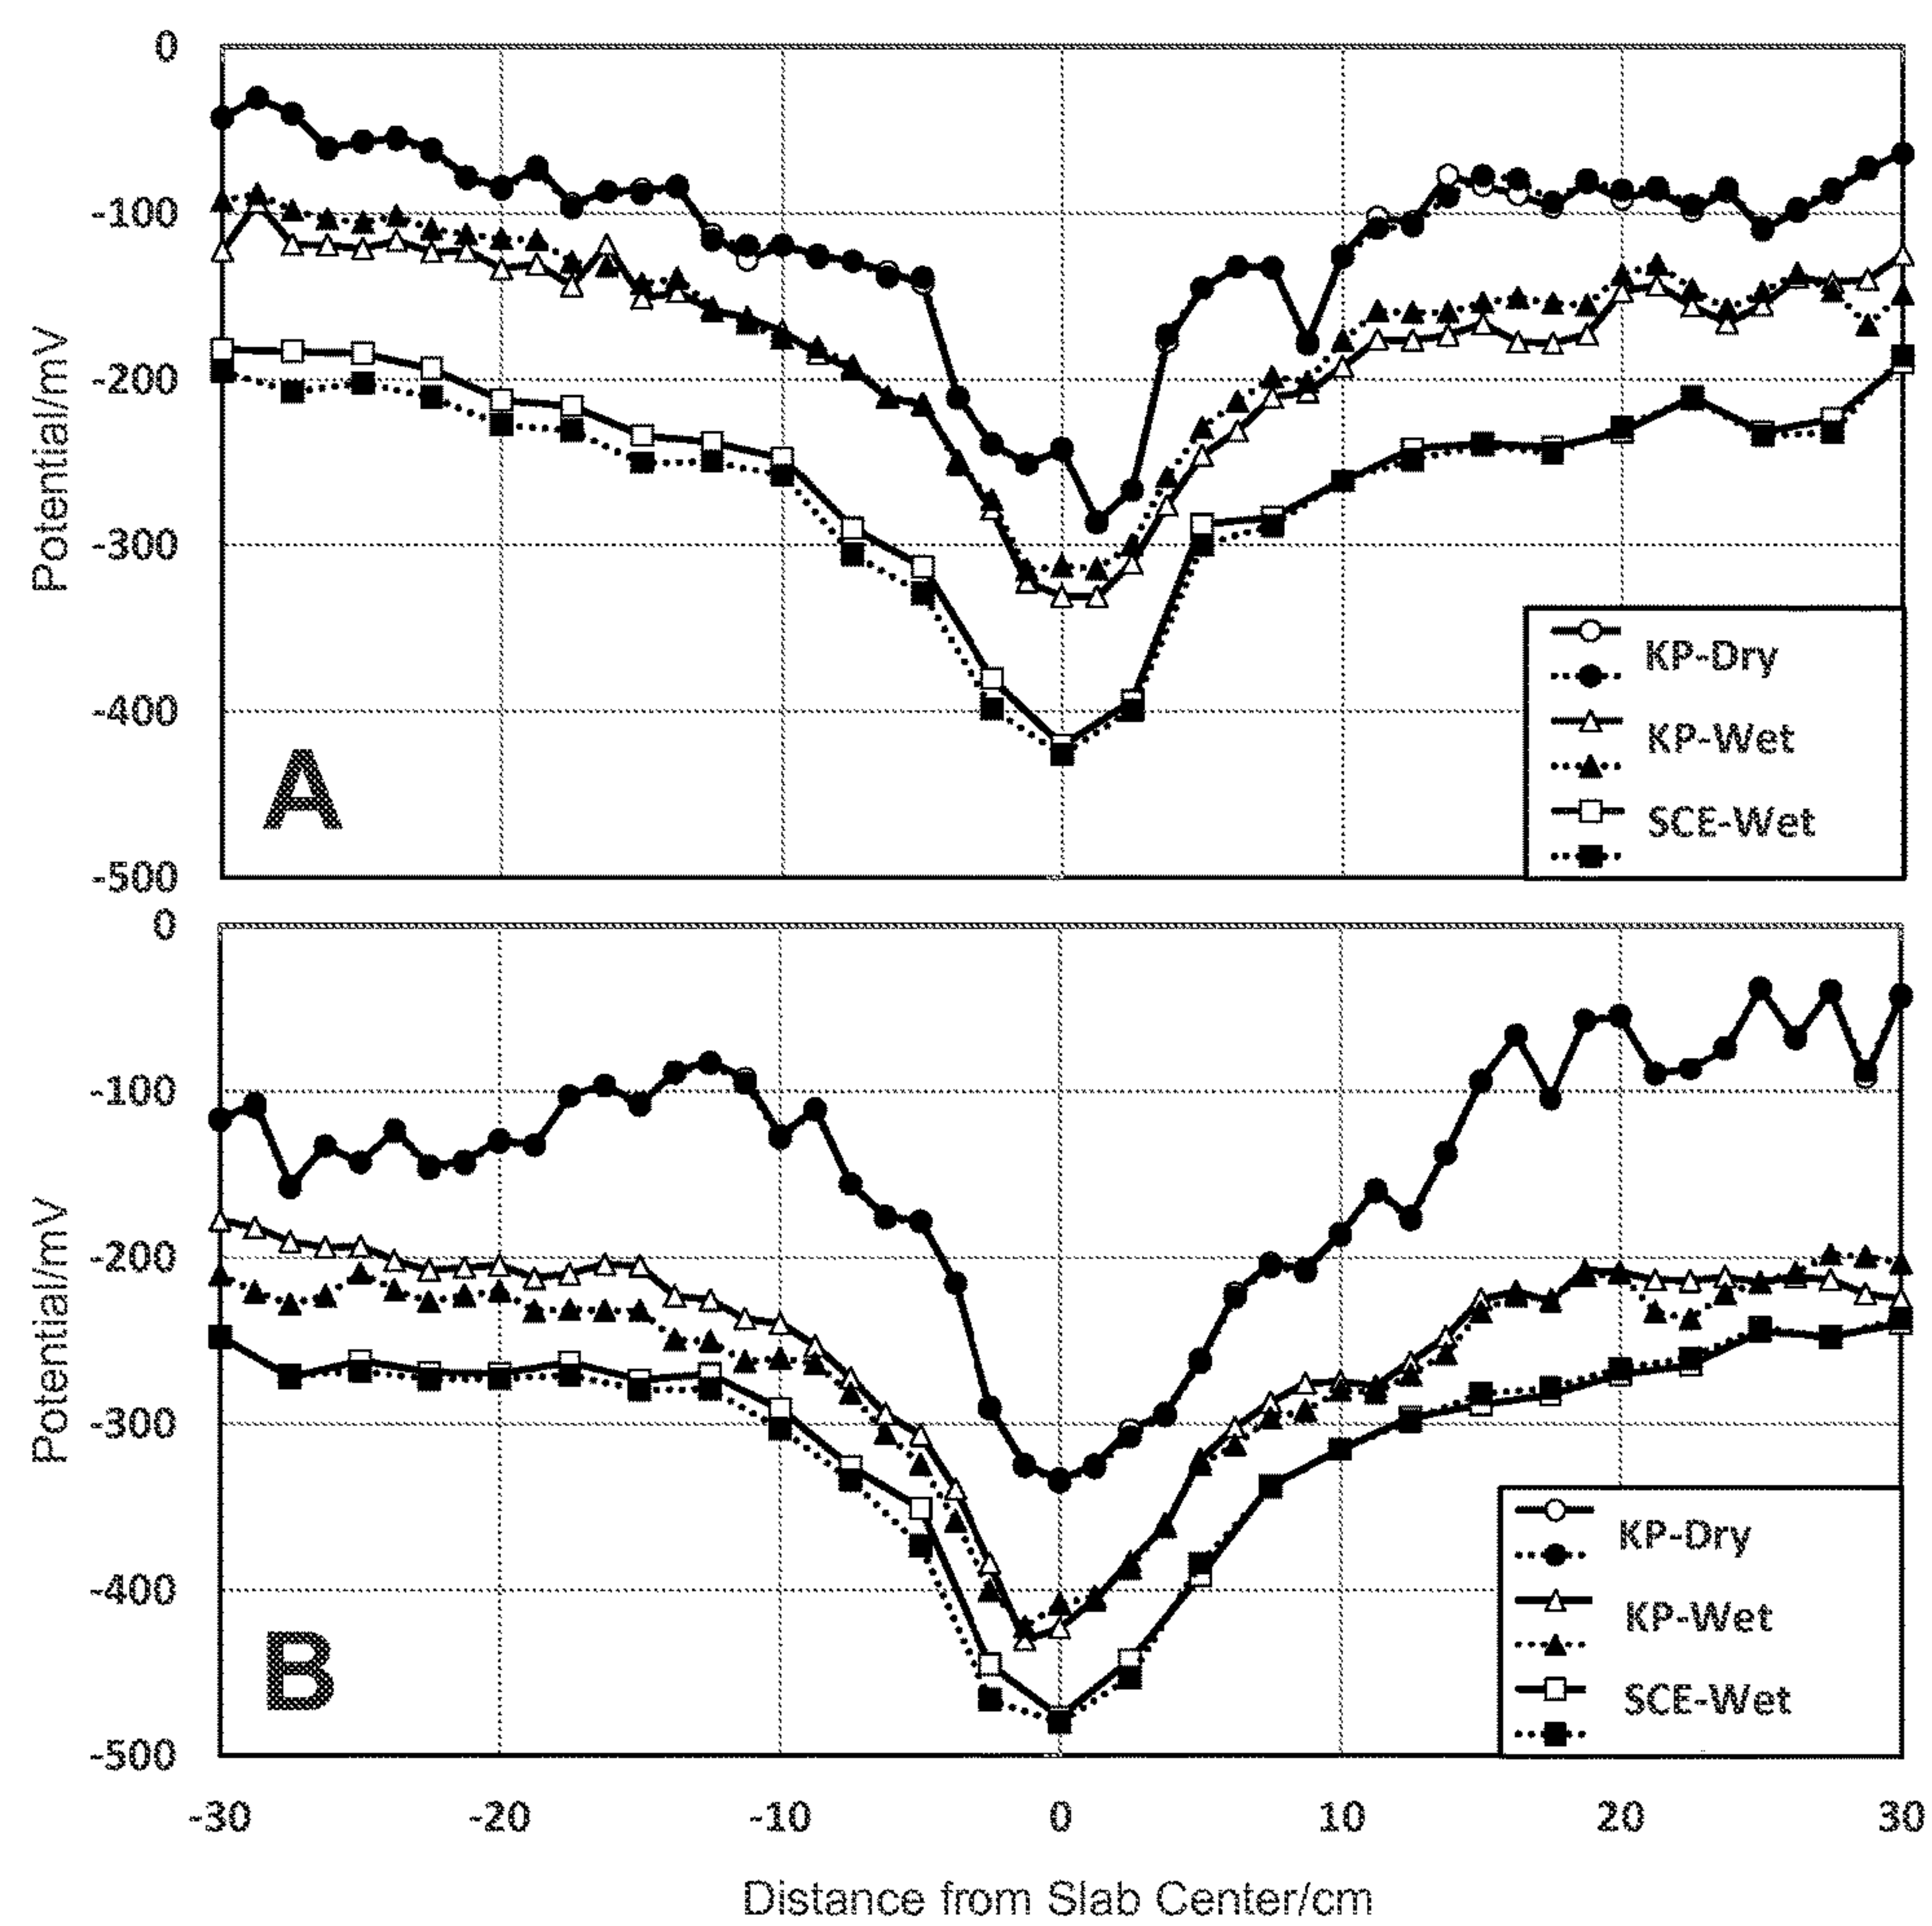 0
-100
-200
-300
-400
-500
Potential/mV
A
KP-Dry
KP-Wet
SCE-Wet
0
-100
-200
-300
-400
-500
Potential/mV
B
KP-Dry
KP-Wet
SCE-Wet
-30 -20 -10 0 10 20 30
Distance from Slab Center/cm